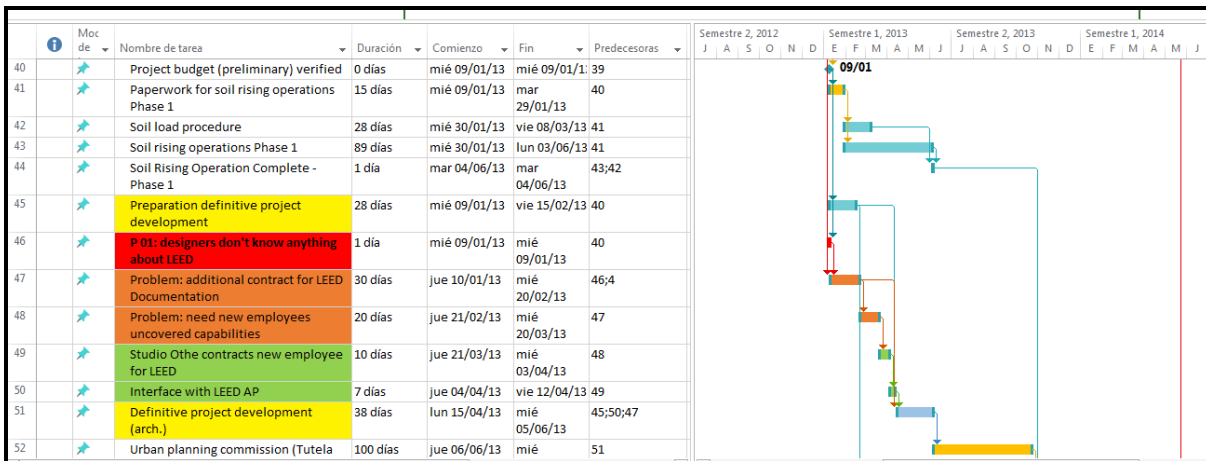 Moc
de Nombre de tarea Duración Comienzo Fin Predecesoras
Semestre 2, 2012 Semestre 1, 2013 Semestre 2, 2013 Semestre 1, 2014
J A S O N D E F M A M J J A S O N D E F M A M J
40 Project budget (preliminary) verified 0 días mié 09/01/13 mié 09/01/1: 39
09/01
41 Paperwork for soil rising operations 15 días mié 09/01/13 mar 40
Phase 1 29/01/13
42 Soil load procedure 28 días mié 30/01/13 vie 08/03/13 41
43 Soil rising operations Phase 1 89 días mié 30/01/13 lun 03/06/13 41
44 Soil Rising Operation Complete - 1 día mar 04/06/13 mar 43;42
Phase 1 04/06/13
45 Preparation definitive project 28 días mié 09/01/13 vie 15/02/13 40
development
46 P 01: designers don't know anything 1 día mié 09/01/13 mié 40
about LEED 09/01/13
47 Problem: additional contract for LEED 30 días jue 10/01/13 mié 46;4
Documentation 20/02/13
48 Problem: need new employees 20 días jue 21/02/13 mié 47
uncovered capabilities 20/03/13
49 Studio Othe contracts new employee 10 días jue 21/03/13 mié 48
for LEED 03/04/13
50 Interface with LEED AP 7 días jue 04/04/13 vie 12/04/13 49
51 Definitive project development 38 días lun 15/04/13 mié 45;50;47
(arch.) 05/06/13
52 Urban planning commission (Tutela 100 días jue 06/06/13 mié 51